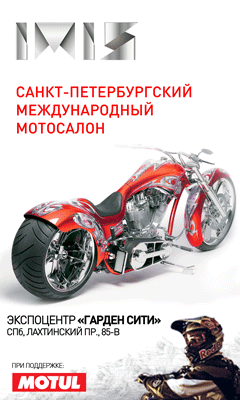 IMIS
САНКТ-ПЕТЕРБУРГСКИЙ
МЕЖДУНАРОДНЫЙ
МОТОСАЛОН
ЭКСПОЦЕНТР «ГАРДЕН СИТИ»
СПб, ЛАХТИНСКИЙ ПР., 85-В
ПРИ ПОДДЕРЖКЕ:
MOTUL